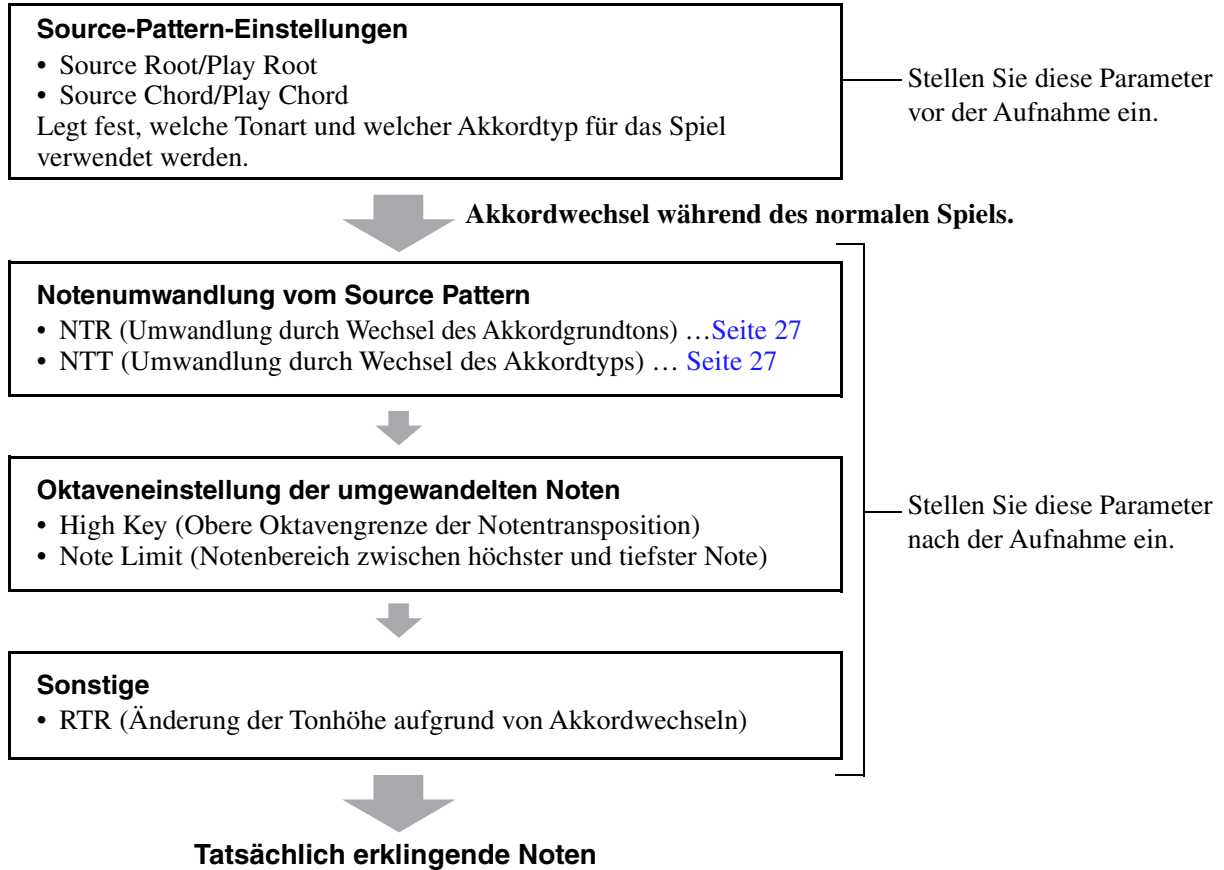 Source-Pattern-Einstellungen
• Source Root/Play Root
• Source Chord/Play Chord
Legt fest, welche Tonart und welcher Akkordtyp für das Spiel
verwendet werden.
Stellen Sie diese Parameter
vor der Aufnahme ein.
Akkordwechsel während des normalen Spiels.
Notenumwandlung vom Source Pattern
• NTR (Umwandlung durch Wechsel des Akkordgrundtons) …Seite 27
• NTT (Umwandlung durch Wechsel des Akkordtyps) … Seite 27
Oktaveneinstellung der umgewandelten Noten
• High Key (Obere Oktavengrenze der Notentransposition)
• Note Limit (Notenbereich zwischen höchster und tiefster Note)
Stellen Sie diese Parameter
nach der Aufnahme ein.
Sonstige
• RTR (Änderung der Tonhöhe aufgrund von Akkordwechseln)
Tatsächlich erklingende Noten